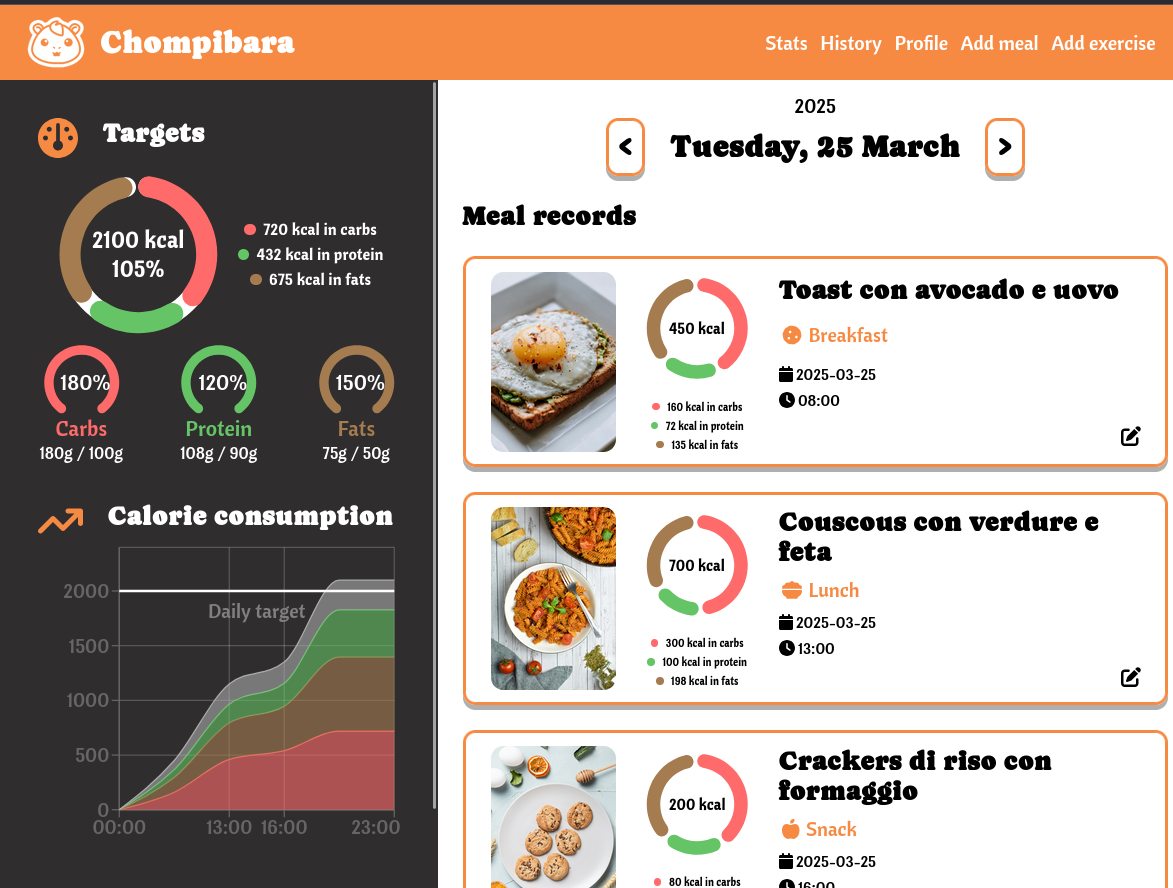 Chompibara
Stats History Profile Add meal Add exercise
Targets
2100 kcal
105%
720 kcal in carbs
432 kcal in protein
675 kcal in fats
180% 120% 150%
Carbs Protein Fats
180g / 100g 108g / 90g 75g / 50g
Calorie consumption
2000
Daily target
1500
1000
500
0
00:00 13:00 16:00 23:00
2025
< Tuesday, 25 March >
Meal records
450 kcal
160 kcal in carbs
72 kcal in protein
135 kcal in fats
Toast con avocado e uovo
Breakfast
2025-03-25
08:00
700 kcal
300 kcal in carbs
100 kcal in protein
198 kcal in fats
Couscous con verdure e
feta
Lunch
2025-03-25
13:00
200 kcal
80 kcal in carbs
Crackers di riso con
formaggio
Snack
2025-03-25
16:00